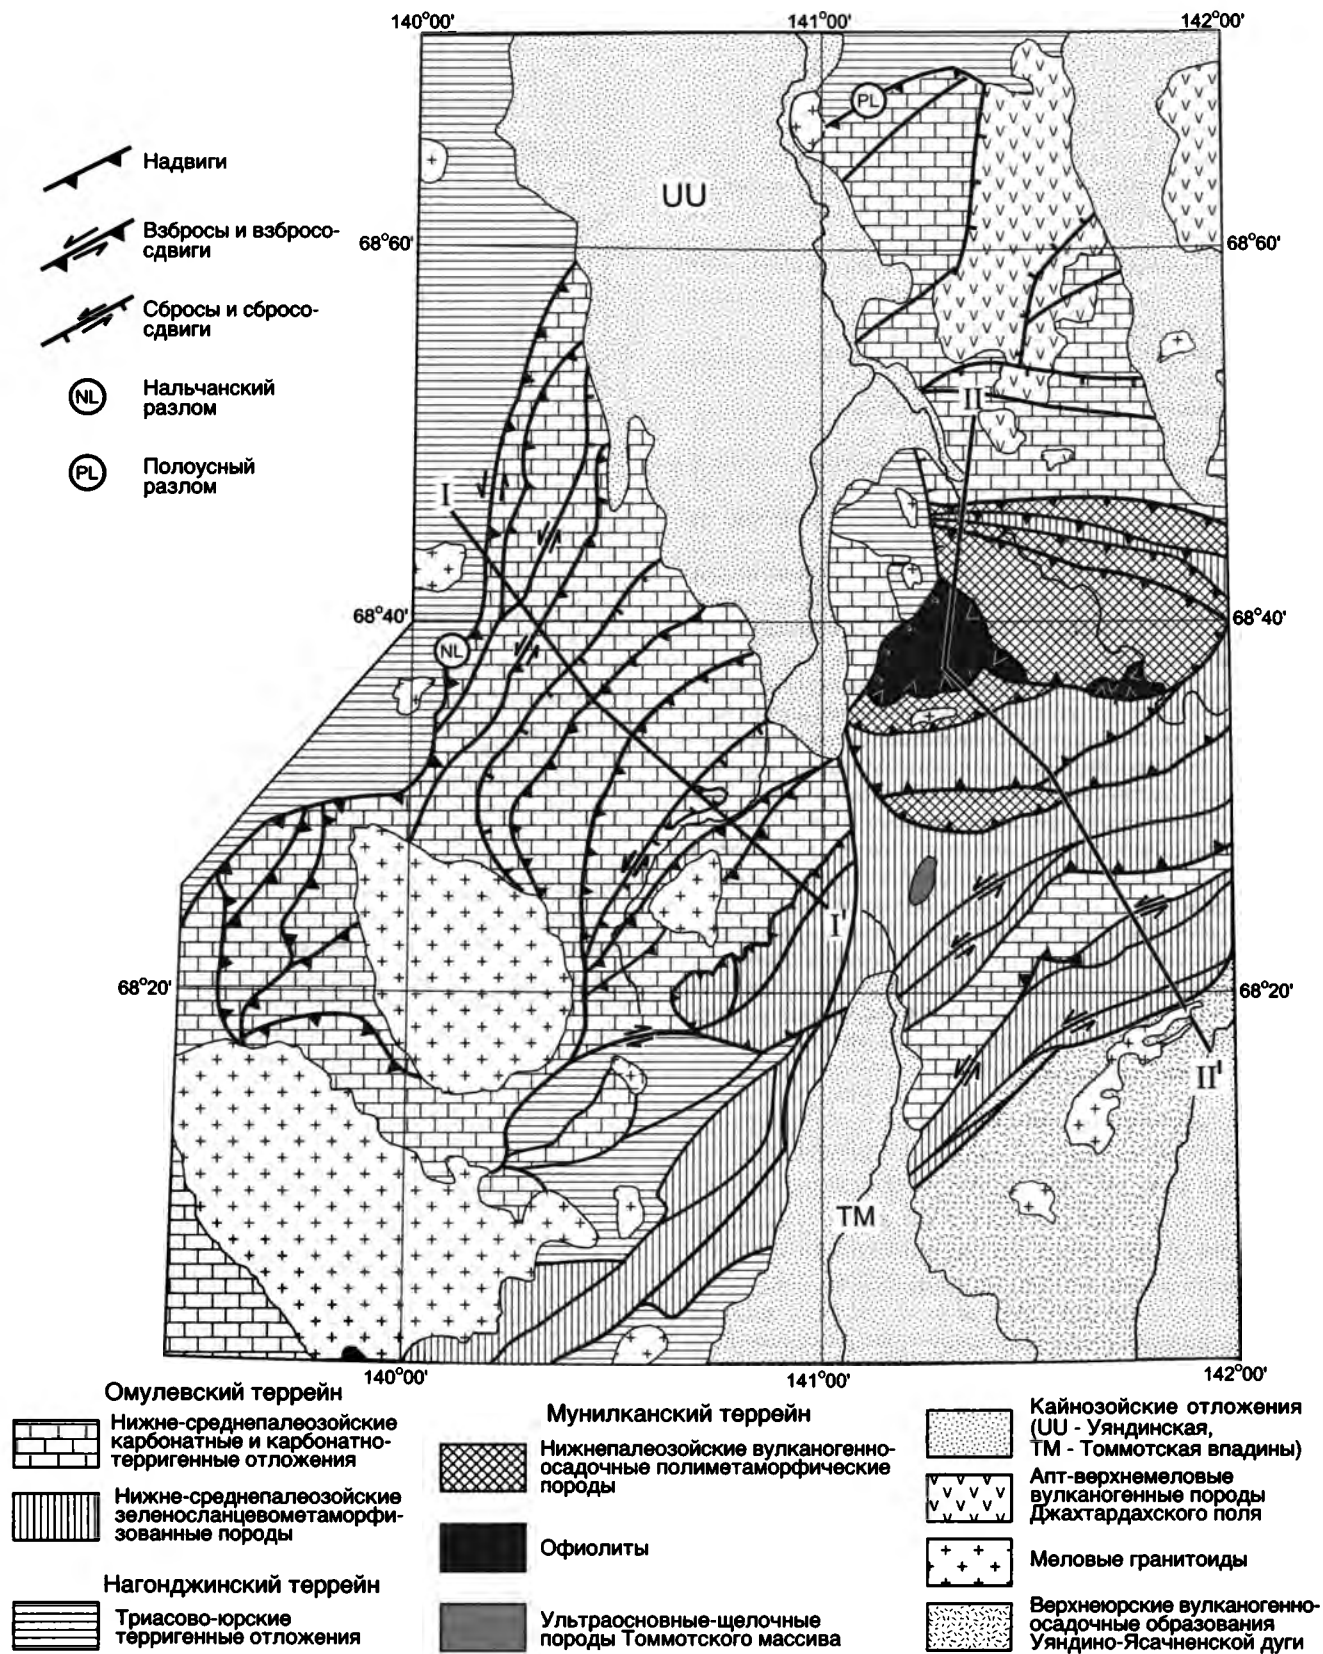 140°00'
141°00'
142°00'
PL
Надвиги
UU
Взбросы и взбросо-
сдвиги
68°60'
68°60'
Сбросы и сбросо-
сдвиги
NL
Нальчанский
разлом
II
PL
Полоусный
разлом
I
68°40'
68°40'
NL
I'
68°20'
68°20'
II'
TM
140°00'
141°00'
142°00'
Омулевский террейн
Нижне-среднепалеозойские
карбонатные и карбонатно-
терригенные отложения
Нижне-среднепалеозойские
зеленосланцевометаморфи-
зованные породы
Нагонджинский террейн
Триасово-юрские
терригенные отложения
Мунилканский террейн
Нижнепалеозойские вулканогенно-
осадочные полиметаморфические
породы
Офиолиты
Ультраосновные-щелочные
породы Томмотского массива
Кайнозойские отложения
(UU - Уяндинская,
TM - Томмотская впадины)
Апт-верхнемеловые
вулканогенные породы
Джахтардахского поля
Меловые гранитоиды
Верхнеюрские вулканогенно-
осадочные образования
Уяндино-Ясачненской дуги